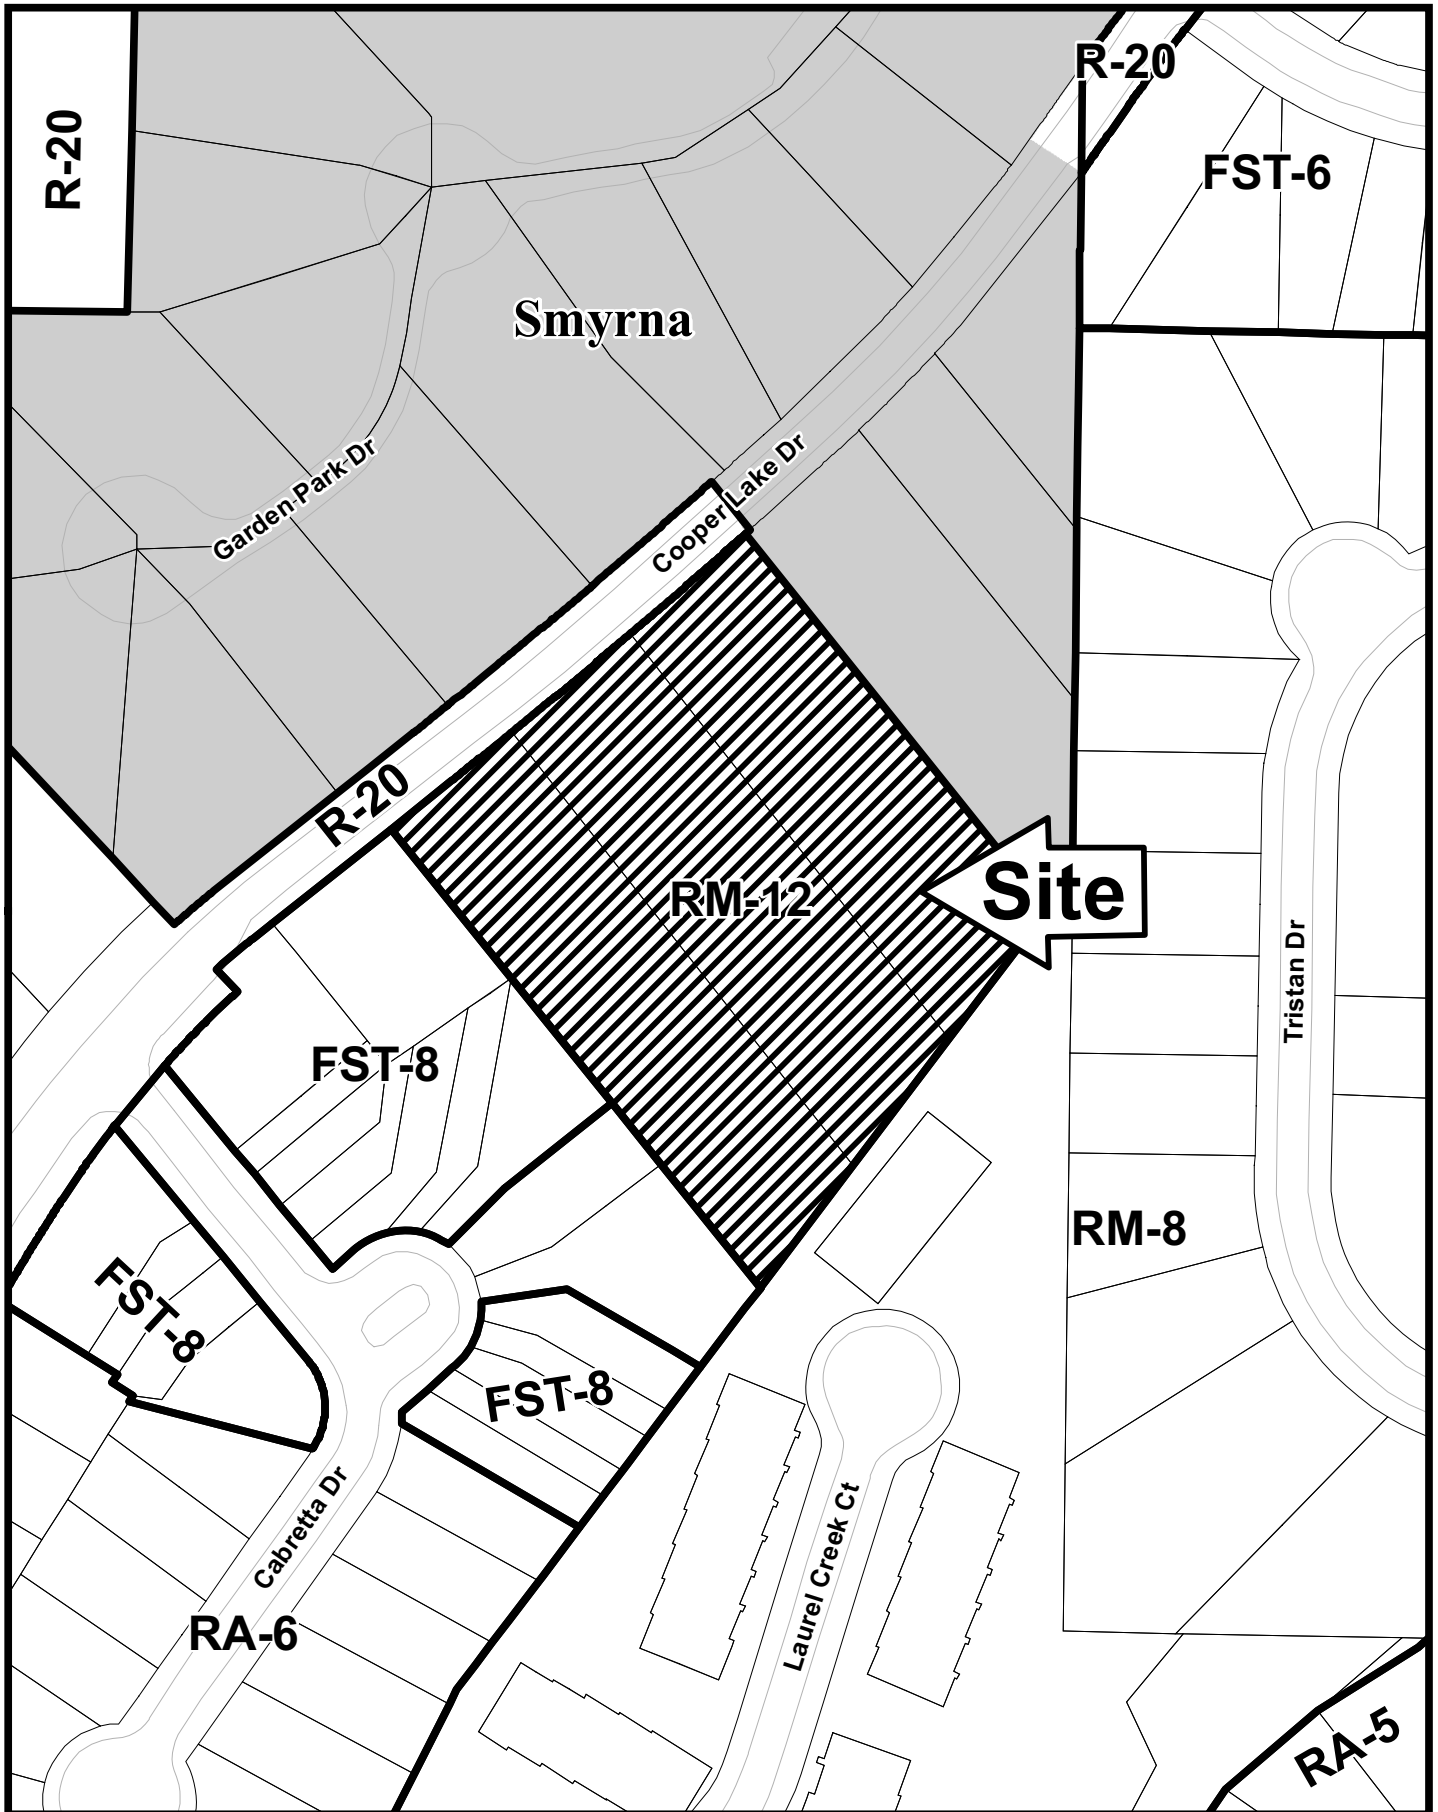 R-20
R-20
FST-6
Smyrna
Garden Park Dr
Cooper Lake Dr
R-20
RM-12
Site
Tristan Dr
FST-8
RM-8
FST-8
FST-8
Cabretta Dr
Laurel Creek Ct
RA-6
RA-5